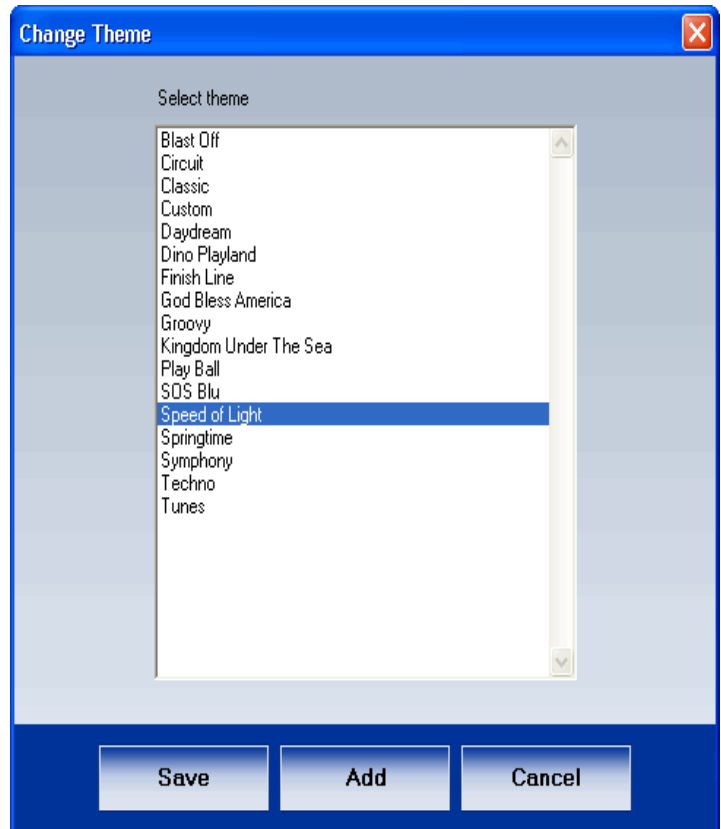 Change Theme
Select theme
Blast Off
Circuit
Classic
Custom
Daydream
Dino Playland
Finish Line
God Bless America
Groovy
Kingdom Under The Sea
Play Ball
SOS Blu
Speed of Light
Springtime
Symphony
Techno
Tunes
Save Add Cancel